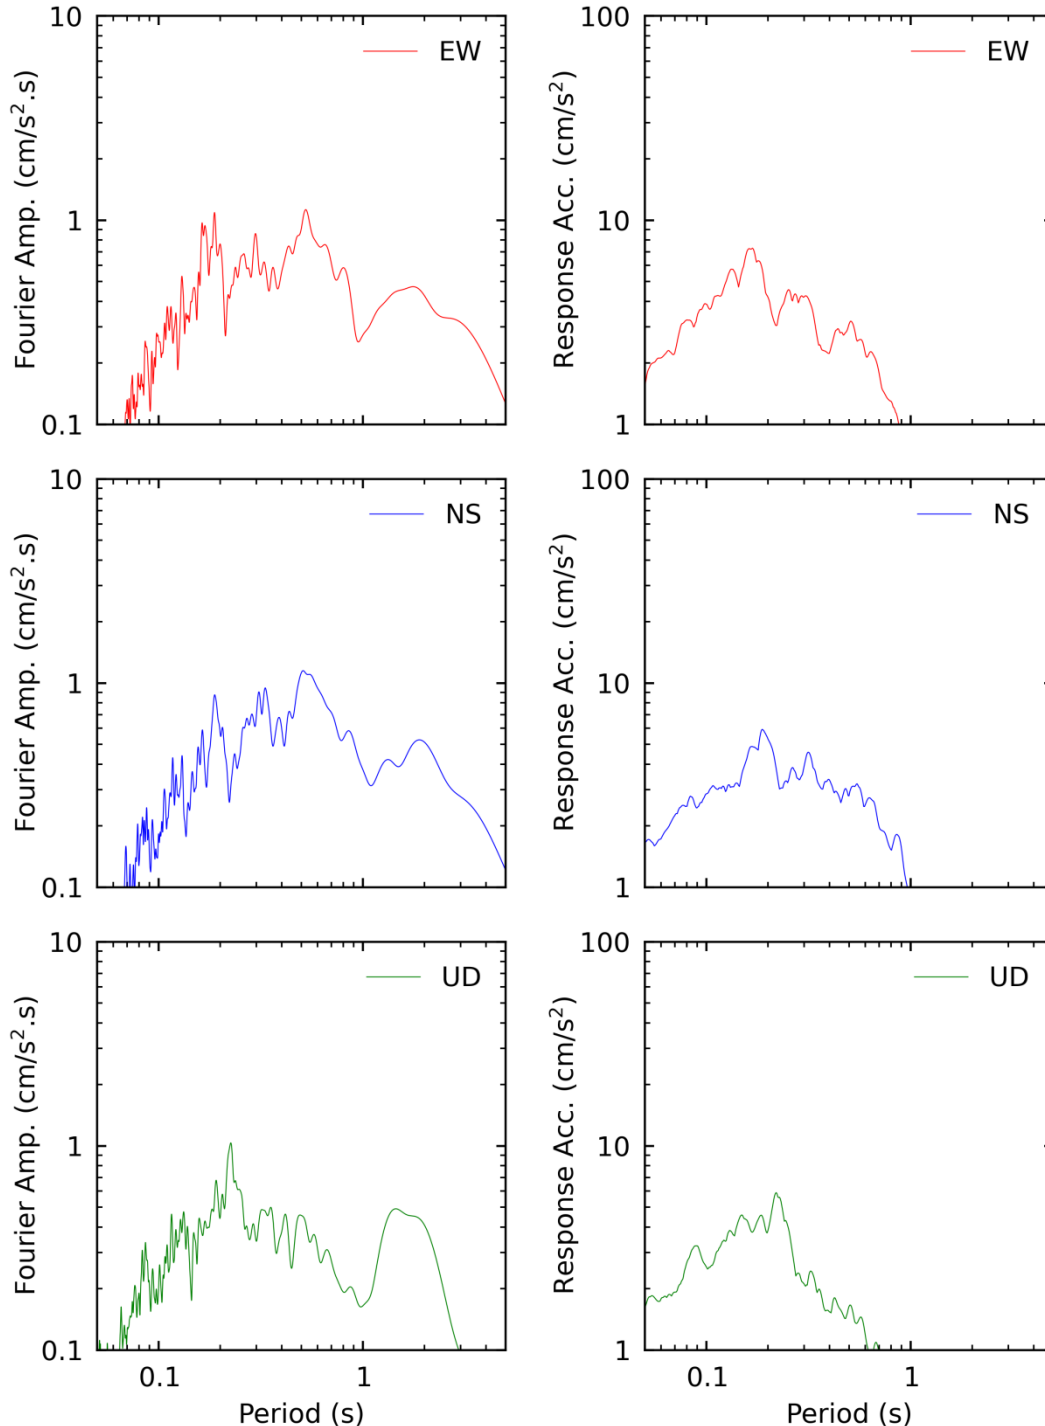 10
1
0.1
Fourier Amp. (cm/s².s)
EW
100
10
1
Response Acc. (cm/s²)
EW
10
1
0.1
Fourier Amp. (cm/s².s)
NS
100
10
1
Response Acc. (cm/s²)
NS
10
1
0.1
Fourier Amp. (cm/s².s)
UD
0.1 1
Period (s)
100
10
1
Response Acc. (cm/s²)
UD
0.1 1
Period (s)